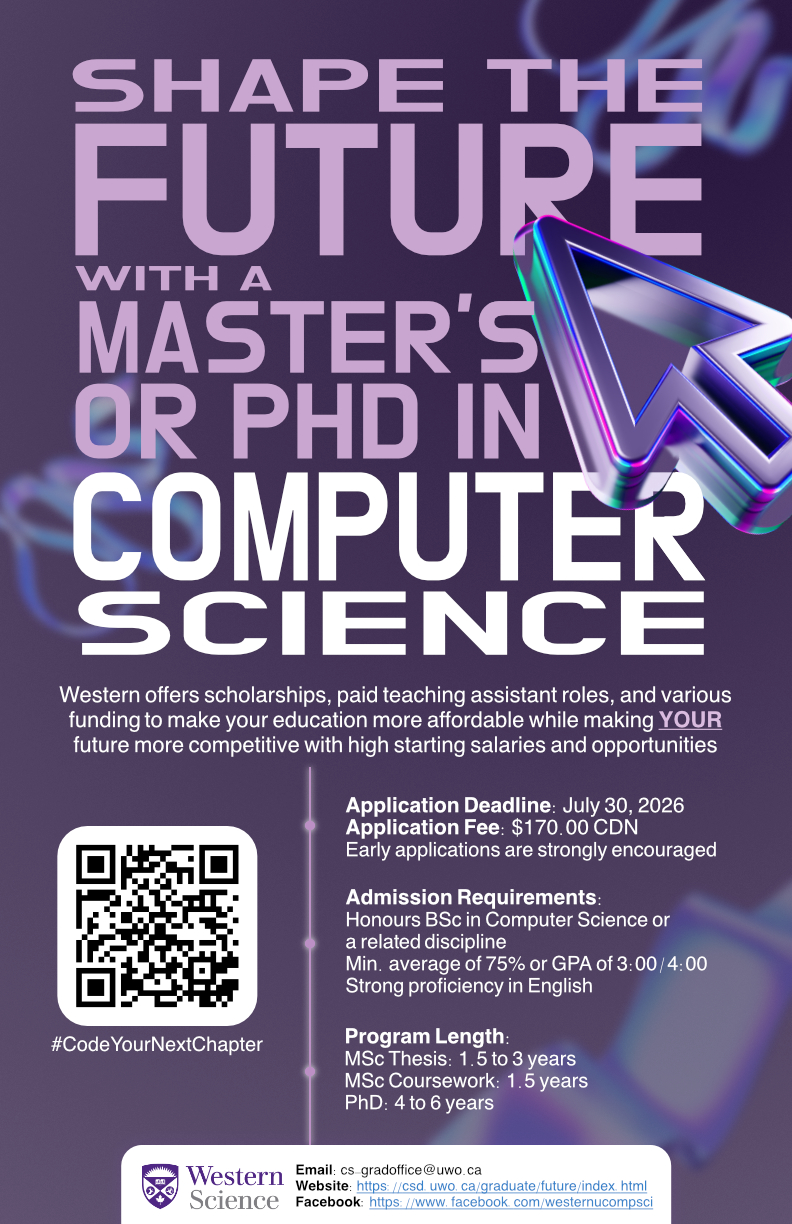 SHAPE THE
FUTURE
WITH A
MASTER'S
OR PHD IN
COMPUTER
SCIENCE
Western offers scholarships, paid teaching assistant roles, and various
funding to make your education more affordable while making YOUR
future more competitive with high starting salaries and opportunities
Application Deadline: July 30, 2026
Application Fee: $170.00 CDN
Early applications are strongly encouraged
Admission Requirements:
Honours BSc in Computer Science or
a related discipline
Min. average of 75% or GPA of 3:00/4:00
Strong proficiency in English
#CodeYourNextChapter
Program Length:
MSc Thesis: 1.5 to 3 years
MSc Coursework: 1.5 years
PhD: 4 to 6 years
Western
Science
Email: cs-gradoffice@uwo.ca
Website: https://csd.uwo.ca/graduate/future/index.html
Facebook: https://www.facebook.com/westernucompsci